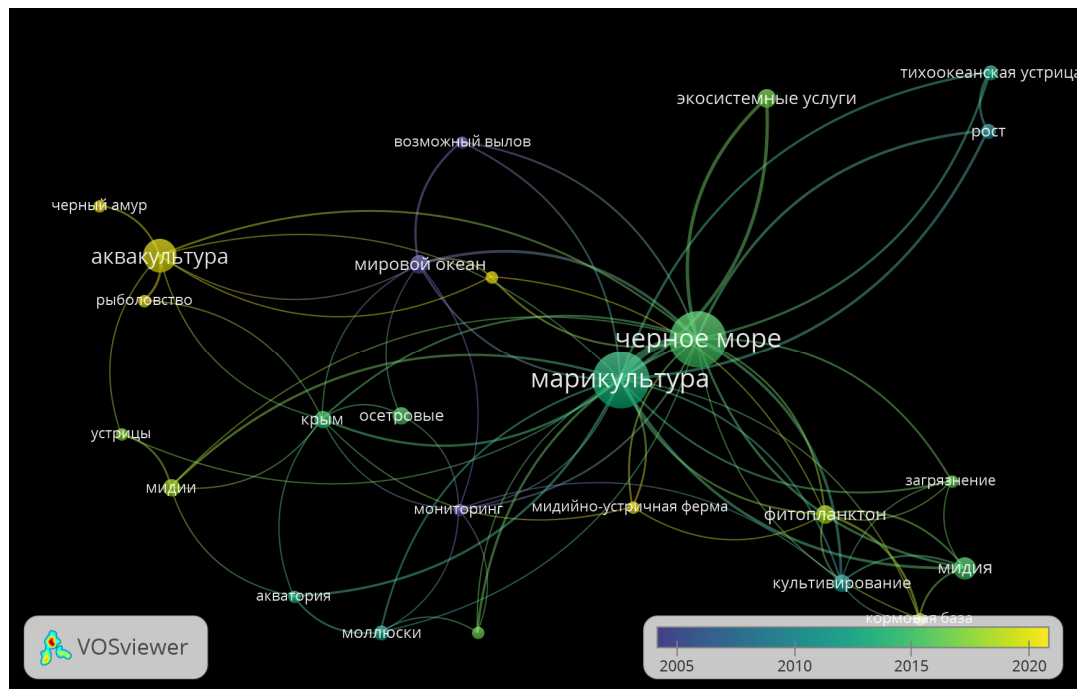 тихоокеанская устрица
экосистемные услуги
рост
возможный вылов
черный амур
аквакультура
мировой океан
рыболовство
черное море
марикультура
осетровые
крым
устрицы
загрязнение
мидии
мониторинг
мидийно-устричная ферма
фитопланктон
мидия
культивирование
акватория
кормовая база
моллюски
VOSviewer
2005
2010
2015
2020